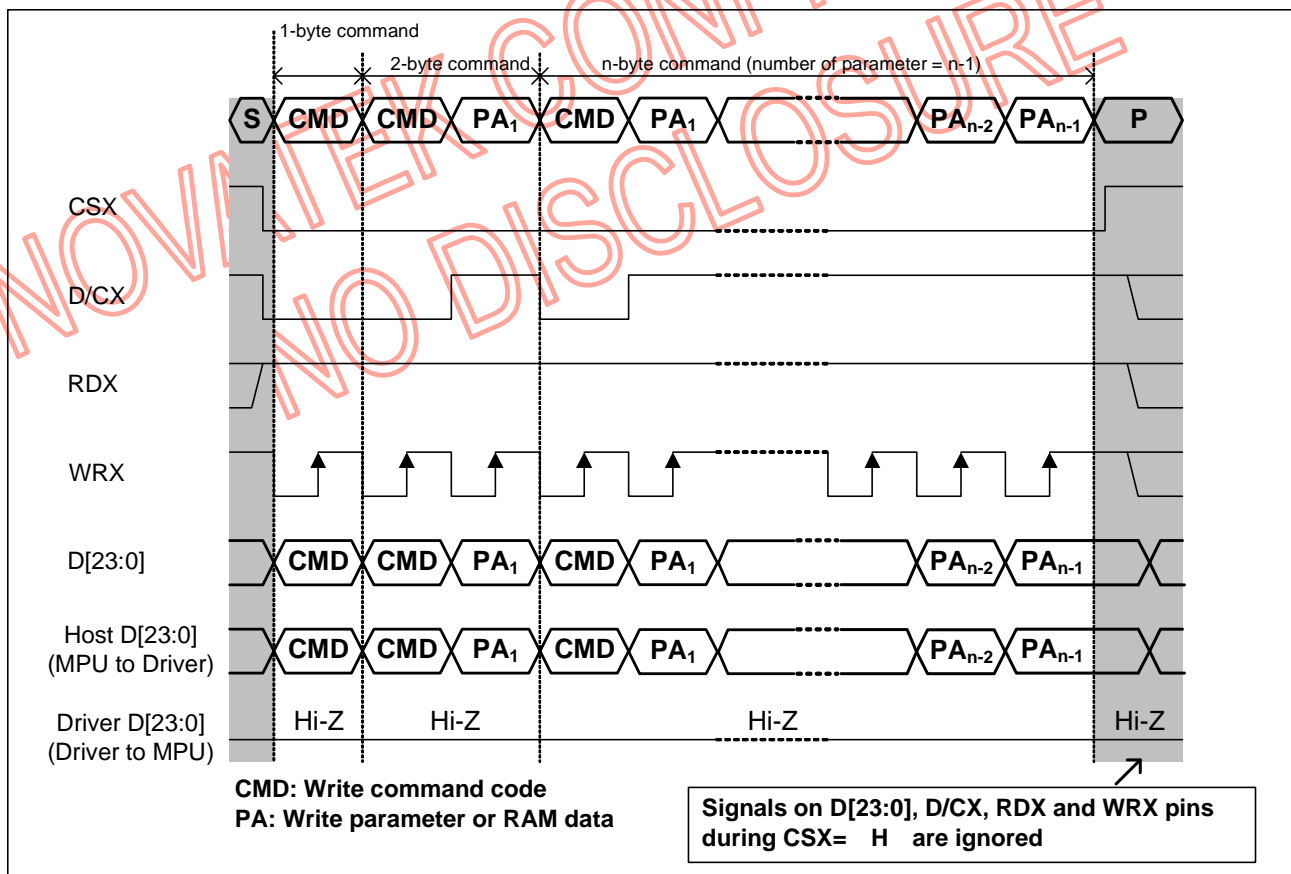 NOVATEK CONF
NO DISCLOSURE
1-byte command
2-byte command
n-byte command (number of parameter = n-1)
S CMD CMD PA1 CMD PA1 PAn-2 PAn-1 P
CSX
D/CX
RDX
WRX
D[23:0] CMD CMD PA1 CMD PA1 PAn-2 PAn-1
Host D[23:0]
(MPU to Driver) CMD CMD PA1 CMD PA1 PAn-2 PAn-1
Driver D[23:0] Hi-Z Hi-Z Hi-Z Hi-Z
(Driver to MPU)
CMD: Write command code
PA: Write parameter or RAM data
Signals on D[23:0], D/CX, RDX and WRX pins
during CSX= H are ignored